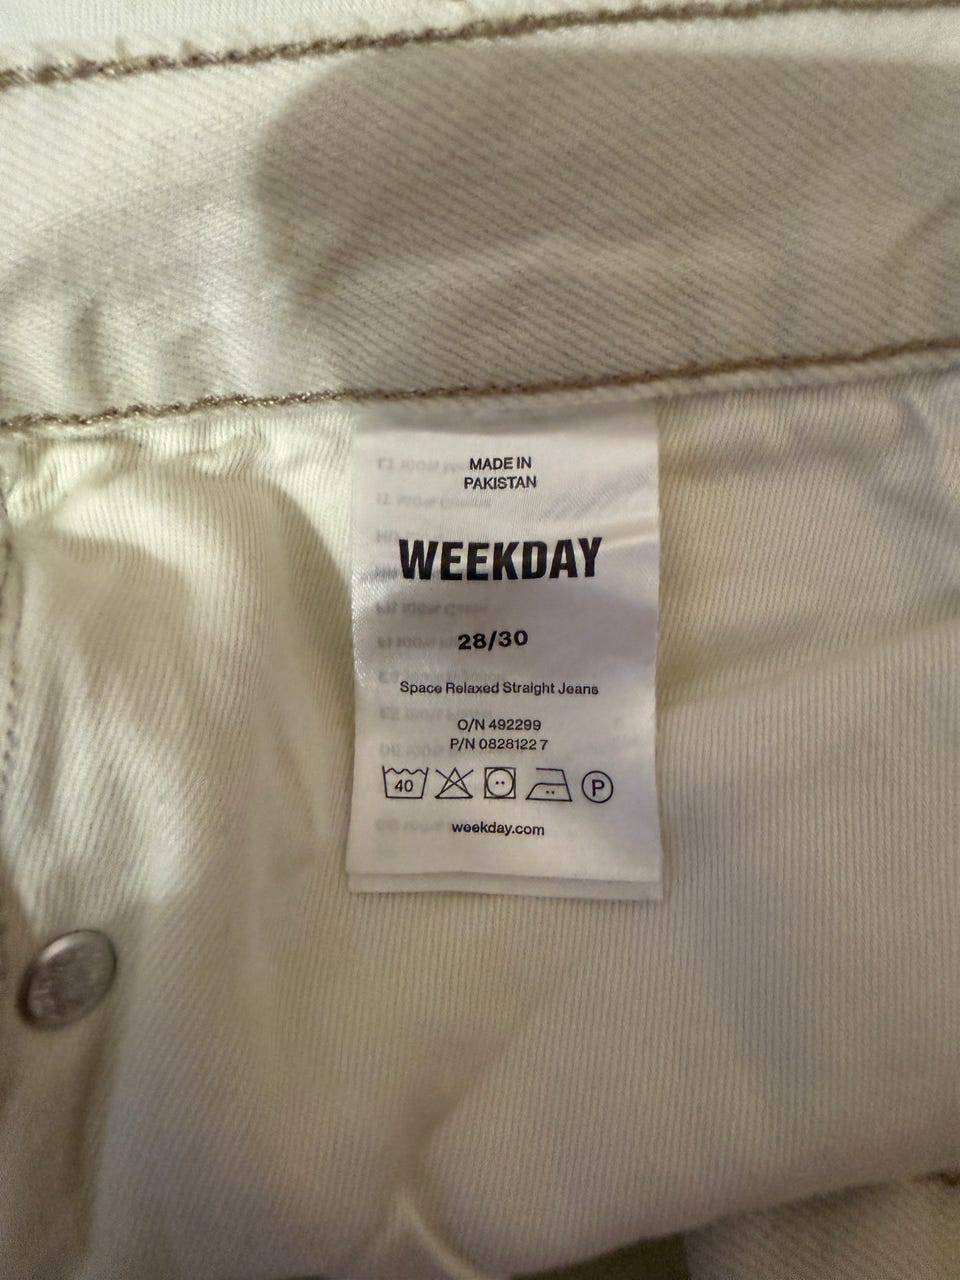 MADE IN
PAKISTAN
WEEKDAY
28/30
Space Relaxed Straight Jeans
O/N 492299
P/N 0828122 7
40
P
weekday.com